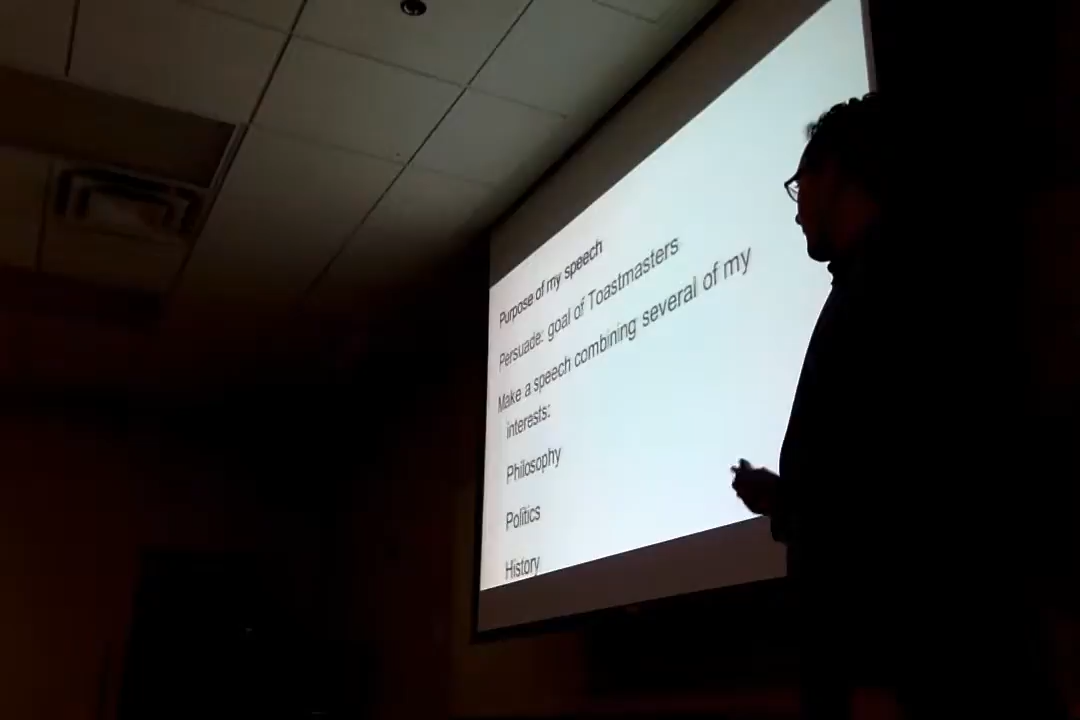 Purpose of my speech
Persuade: goal of Toastmasters
Make a speech combining several of my
interests:
Philosophy
Politics
History